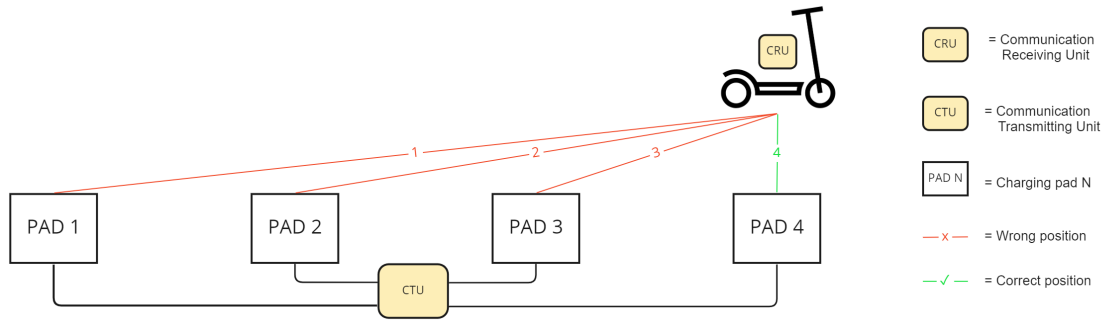 CRU
CRU
= Communication
Receiving Unit
CTU
= Communication
Transmitting Unit
1
2
3
4
PAD 1
PAD 2
PAD 3
PAD 4
PAD N
= Charging pad N
x
= Wrong position
✓
= Correct position
CTU